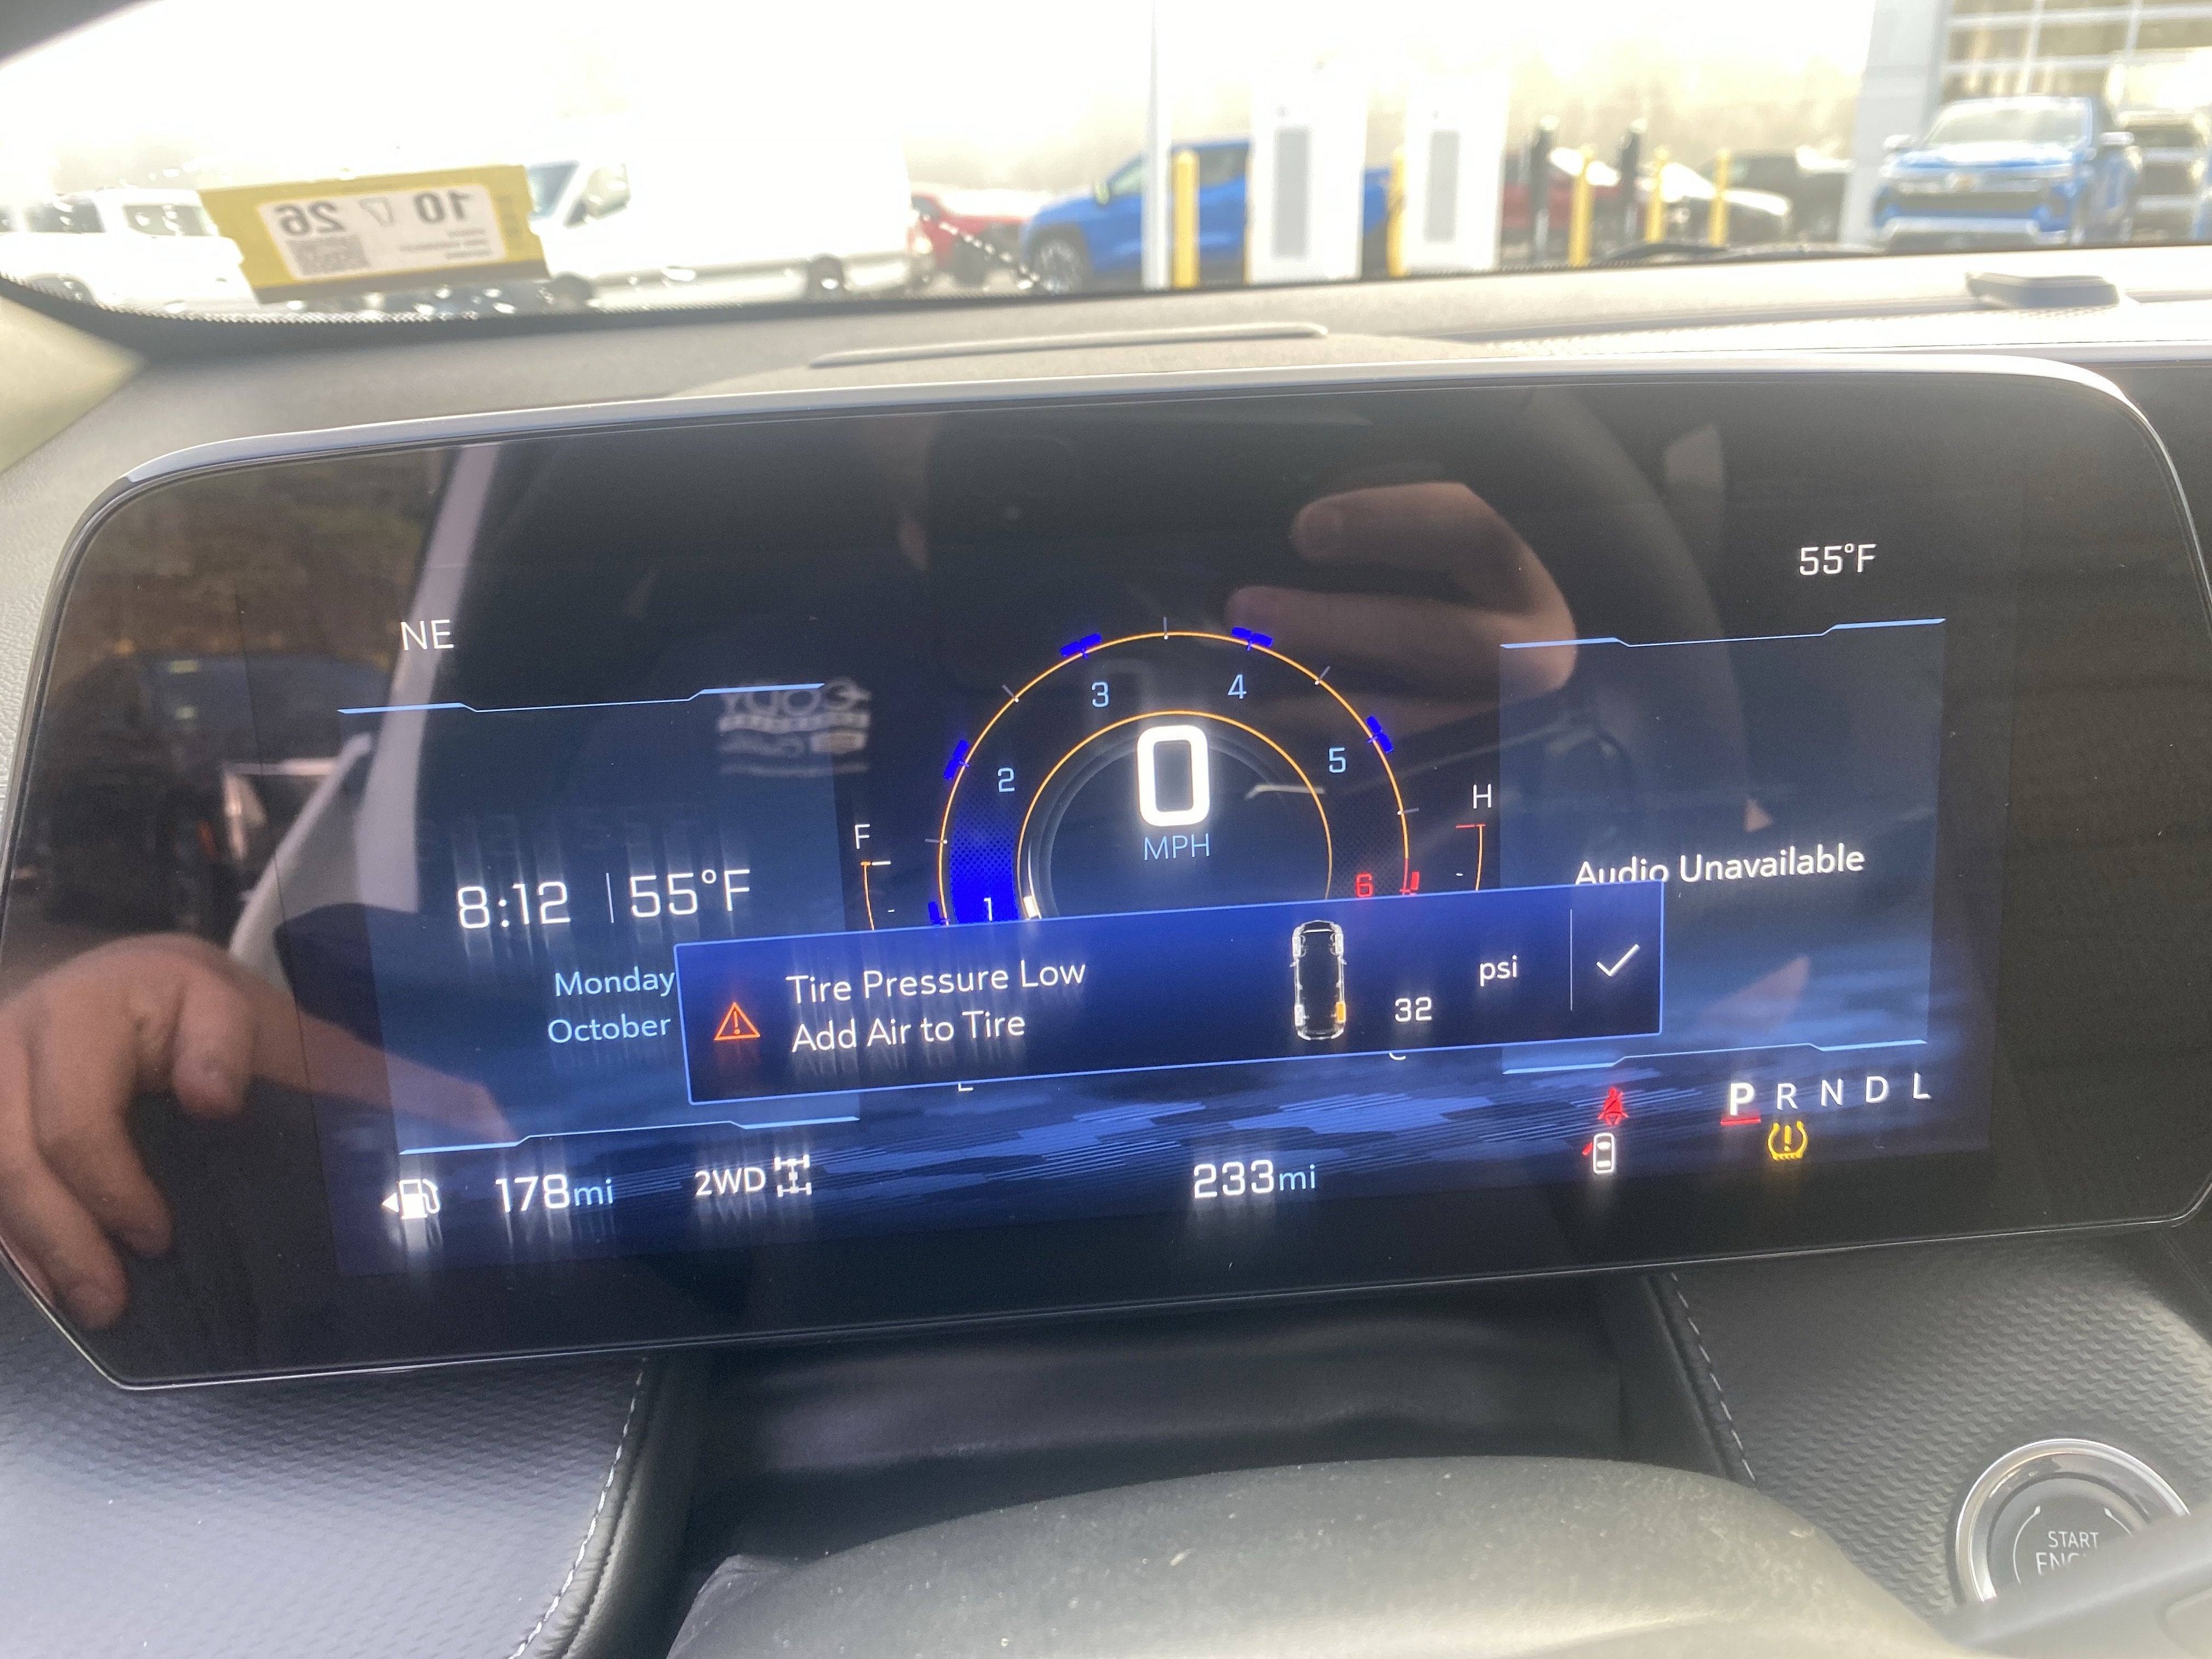 10 26
55°F
NE
3 4
2 5
0
MPH
F H
1 6
8:12 55°F
Audio Unavailable
Monday
October
Tire Pressure Low
Add Air to Tire
psi
32
P R N D L
178mi
2WD
233mi
START